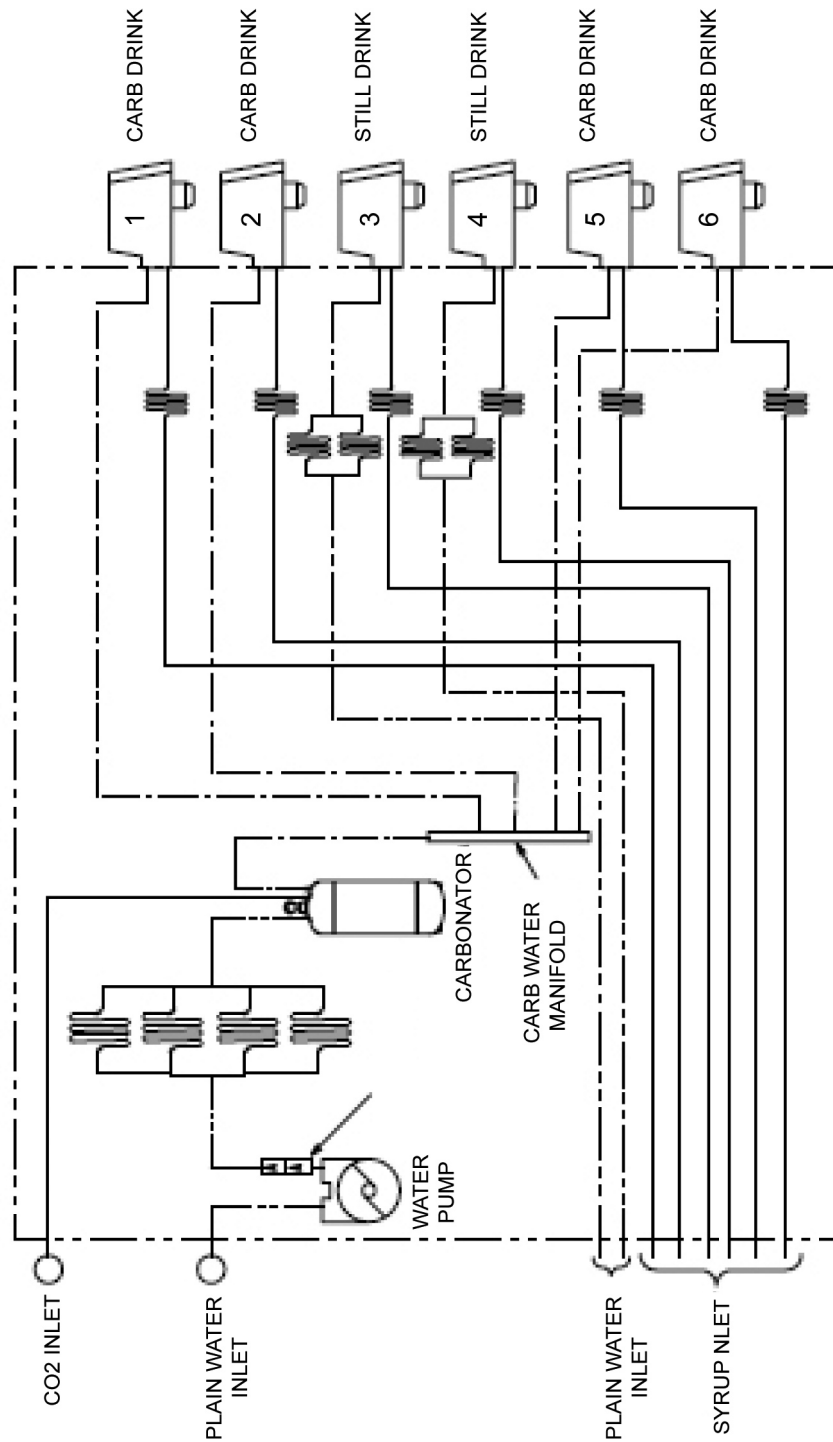 CARB DRINK
CARB DRINK
STILL DRINK
STILL DRINK
CARB DRINK
CARB DRINK
1
2
3
4
5
6
CARBONATOR
CARB WATER
MANIFOLD
WATER
PUMP
CO2 INLET
PLAIN WATER
INLET
PLAIN WATER
INLET
SYRUP NLET